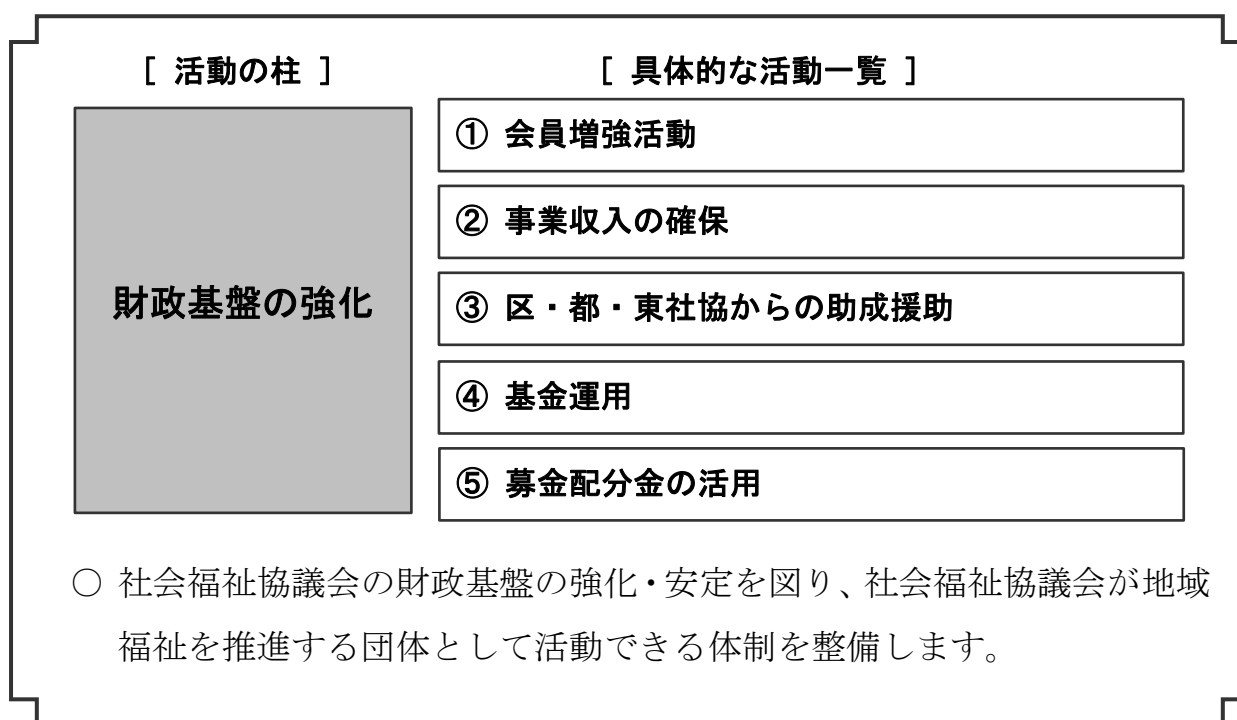 [ 活動の柱 ]
[ 具体的な活動一覧 ]
財政基盤の強化
① 会員増強活動
② 事業収入の確保
③ 区・都・東社協からの助成援助
④ 基金運用
⑤ 募金配分金の活用
○ 社会福祉協議会の財政基盤の強化・安定を図り、社会福祉協議会が地域
福祉を推進する団体として活動できる体制を整備します。